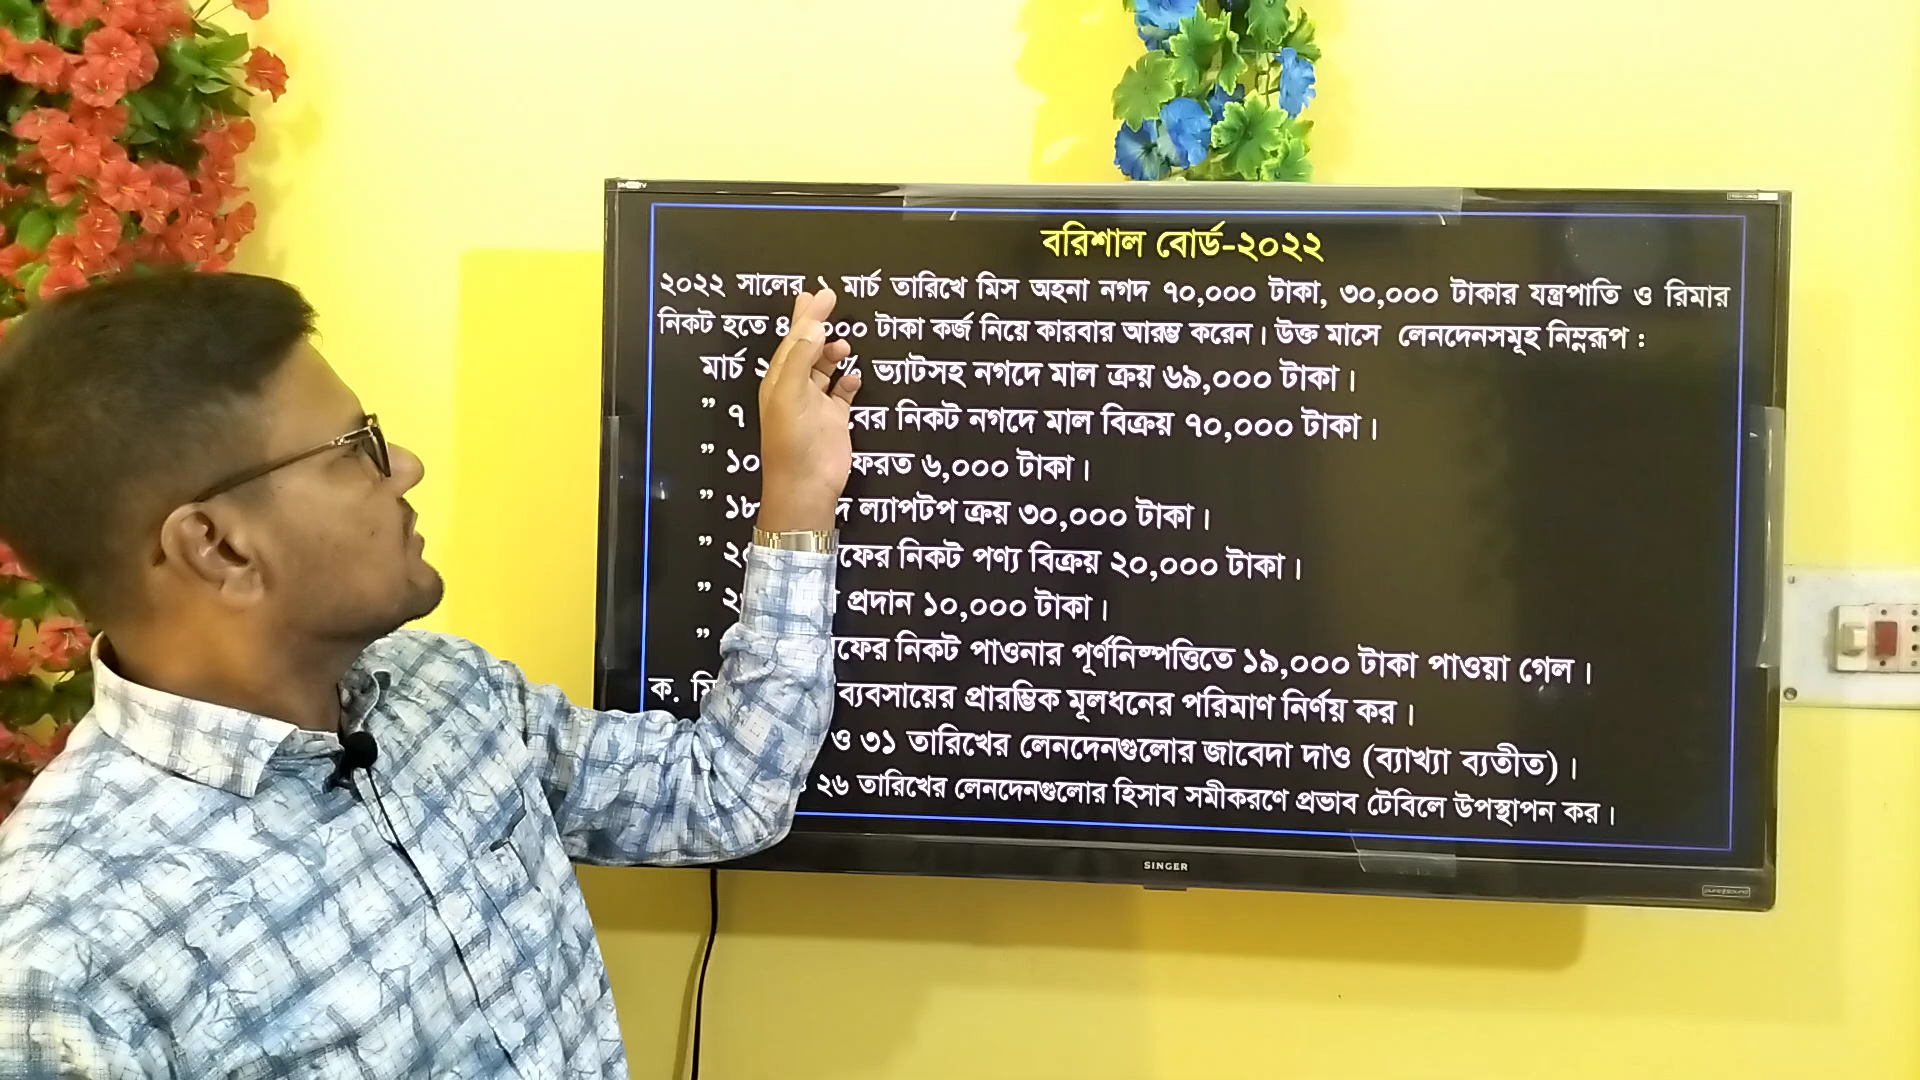 বরিশাল বোর্ড-২০২২
২০২২ সালের ১ মার্চ তারিখে মিস অহনা নগদ ৭০,০০০ টাকা, ৩০,০০০ টাকার যন্ত্রপাতি ও রিমার
নিকট হতে ০০০ টাকা কর্জ নিয়ে কারবার আরম্ভ করেন। উক্ত মাসে লেনদেনসমূহ নিম্নরূপ :
মার্চ % ভ্যাটসহ নগদে মাল ক্রয় ৬৯,০০০ টাকা।
” ৭ নিকট নগদে মাল বিক্রয় ৭০,০০০ টাকা।
” ১০ ফেরত ৬,০০০ টাকা।
” ১৮ ল্যাপটপ ক্রয় ৩০,০০০ টাকা।
” নিকট পণ্য বিক্রয় ২০,০০০ টাকা।
” প্রদান ১০,০০০ টাকা।
” নিকট পাওনার পূর্ণনিষ্পত্তিতে ১৯,০০০ টাকা পাওয়া গেল।
ক. ব্যবসায়ের প্রারম্ভিক মূলধনের পরিমাণ নির্ণয় কর।
ও ৩১ তারিখের লেনদেনগুলোর জাবেদা দাও (ব্যাখ্যা ব্যতীত)।
২৬ তারিখের লেনদেনগুলোর হিসাব সমীকরণে প্রভাব টেবিলে উপস্থাপন কর।
SINGER